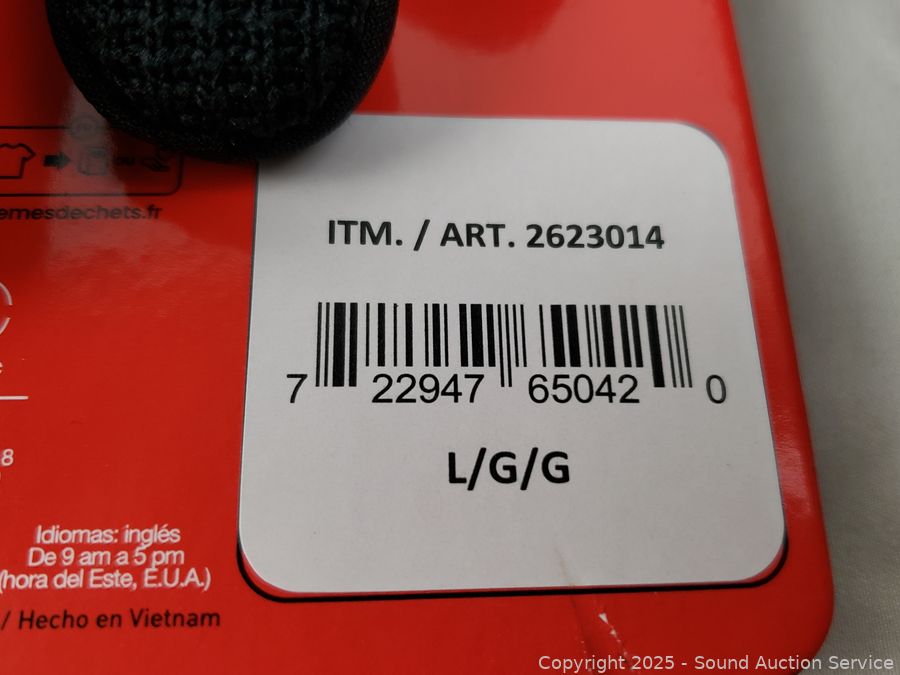 emesdechets.fr
ITM. / ART. 2623014
7 22947 65042 0
L/G/G
8
Idiomas: inglés
De 9 am a 5 pm
(hora del Este, E.U.A.)
/ Hecho en Vietnam
Copyright 2025 - Sound Auction Service